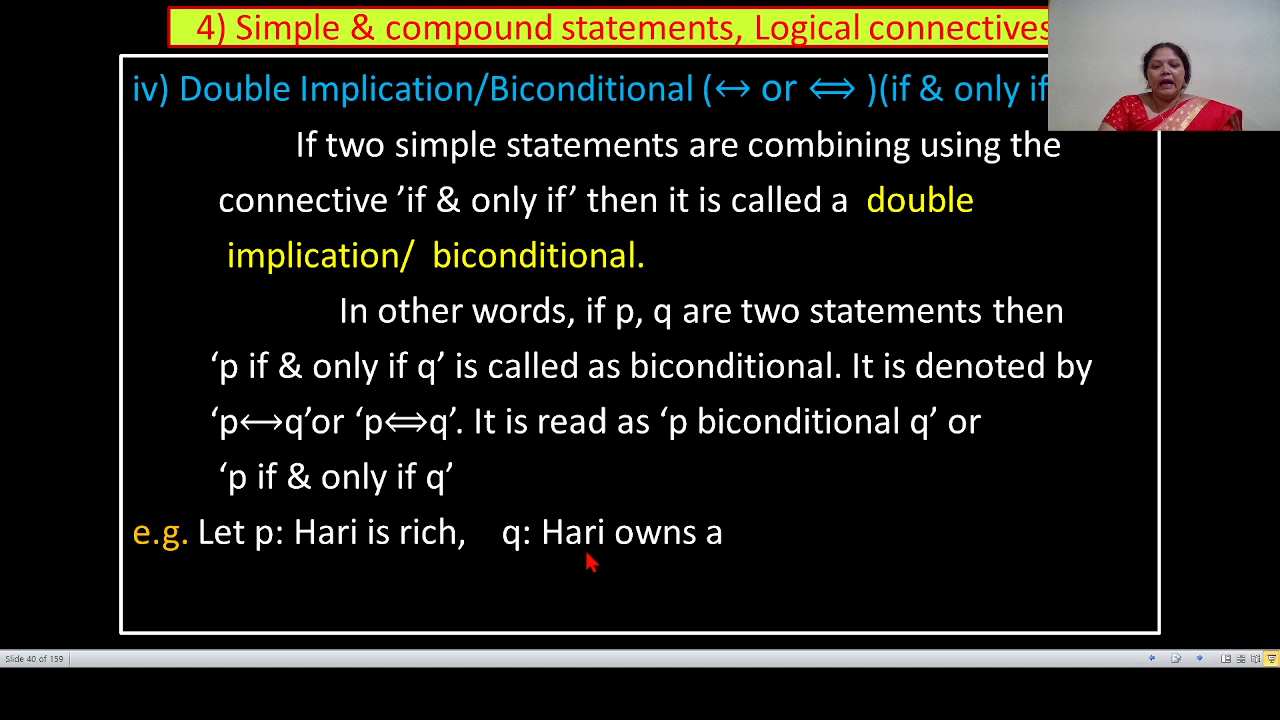 4) Simple & compound statements, Logical connectives
iv) Double Implication/Biconditional (↔ or ⟺ )(if & only if
If two simple statements are combining using the
connective ’if & only if’ then it is called a double
implication/ biconditional.
In other words, if p, q are two statements then
‘p if & only if q’ is called as biconditional. It is denoted by
‘p⟷q’or ‘p⟺q’. It is read as ‘p biconditional q’ or
‘p if & only if q’
e.g. Let p: Hari is rich, q: Hari owns a
Slide 40 of 159